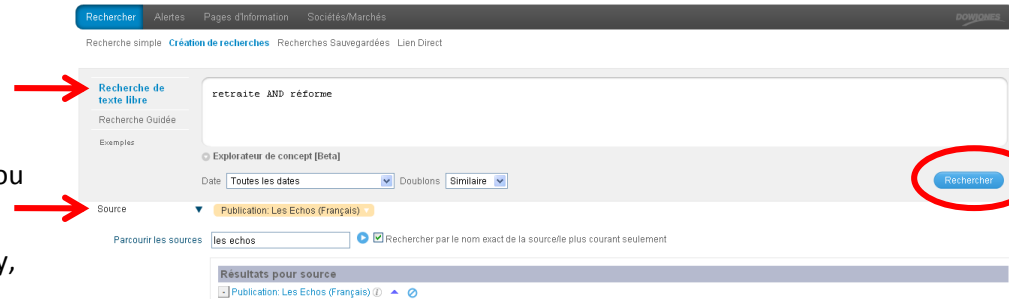 Rechercher Alertes Pages d'Information Sociétés/Marchés DOWJONES
Recherche simple Création de recherches Recherches Sauvegardées Lien Direct
Recherche de
texte libre
retraite AND réforme
Recherche Guidée
Exemples
Explorateur de concept [Beta]
ou
Date Toutes les dates Doublons Similaire Rechercher
Source Publication: Les Echos (Français)
Parcourir les sources les echos Rechercher par le nom exact de la source/le plus courant seulement
y,
Résultats pour source
- Publication: Les Echos (Français) i